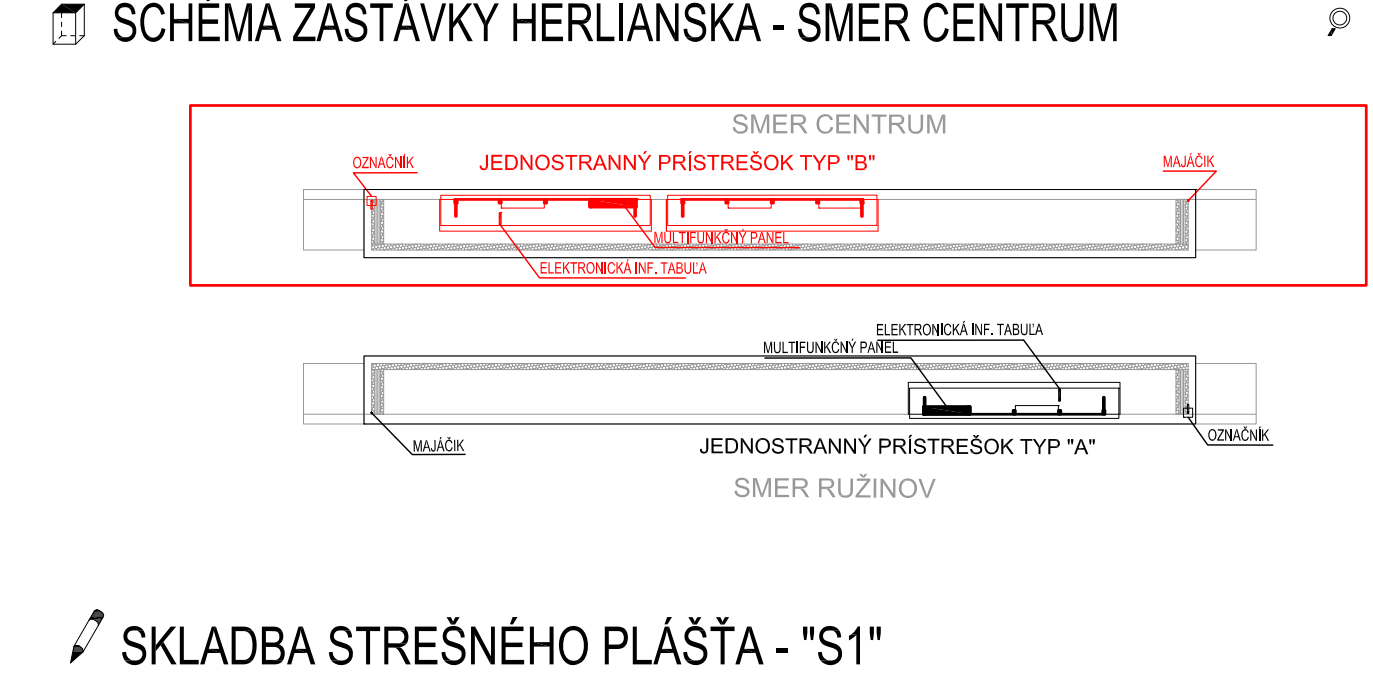 SCHÉMA ZASTÁVKY HERLIANSKA - SMER CENTRUM
SMER CENTRUM
OZNAČNÍK
JEDNOSTRANNÝ PRÍSTREŠOK TYP "B"
MAJÁČIK
MULTIFUNKČNÝ PANEL
ELEKTRONICKÁ INF. TABUĽA
ELEKTRONICKÁ INF. TABUĽA
MULTIFUNKČNÝ PANEL
MAJÁČIK
JEDNOSTRANNÝ PRÍSTREŠOK TYP "A"
OZNAČNÍK
SMER RUŽINOV
SKLADBA STREŠNÉHO PLÁŠŤA - "S1"